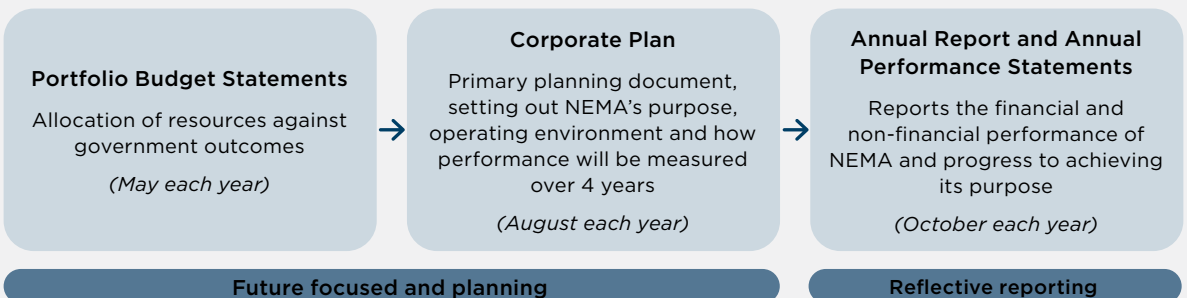 Portfolio Budget Statements
Allocation of resources against
government outcomes
(May each year)
Corporate Plan
Primary planning document,
setting out NEMA's purpose,
operating environment and how
performance will be measured
over 4 years
(August each year)
Annual Report and Annual
Performance Statements
Reports the financial and
non-financial performance of
NEMA and progress to achieving
its purpose
(October each year)
Future focused and planning
Reflective reporting